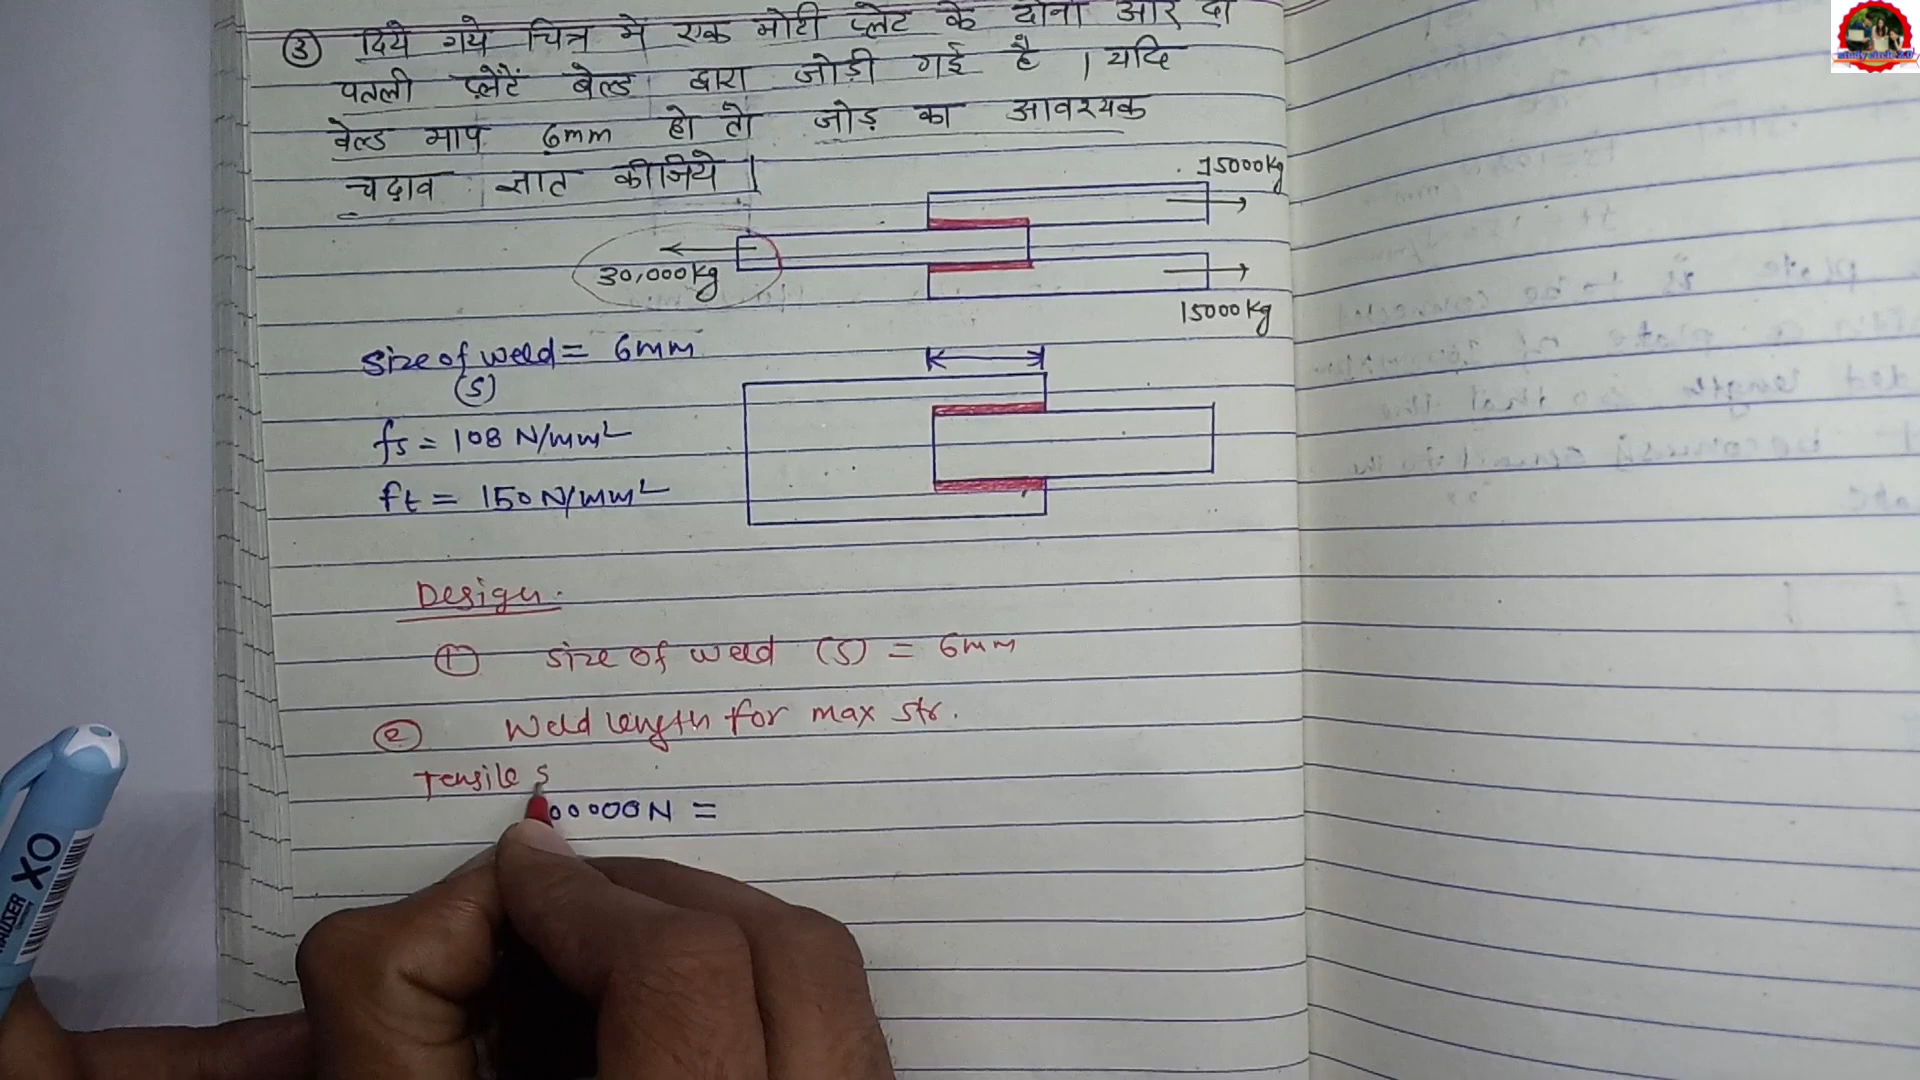 ③ दिये गये चित्र मे एक मोटी प्लेट के दोनो ओर दो
पतली प्लेटें वेल्ड द्वारा जोड़ी गई है । यदि
वेल्ड माप 6mm हो तो जोड़ का आवश्यक
चढ़ाव ज्ञात कीजिये |
15000kg
30,000kg
15000kg
Size of weld = 6mm
(S)
fs = 108 N/mm²
ft = 150 N/mm²
Design.
① Size of weld (S) = 6mm
② Weld length for max str.
Tensile S
00000N =
XO